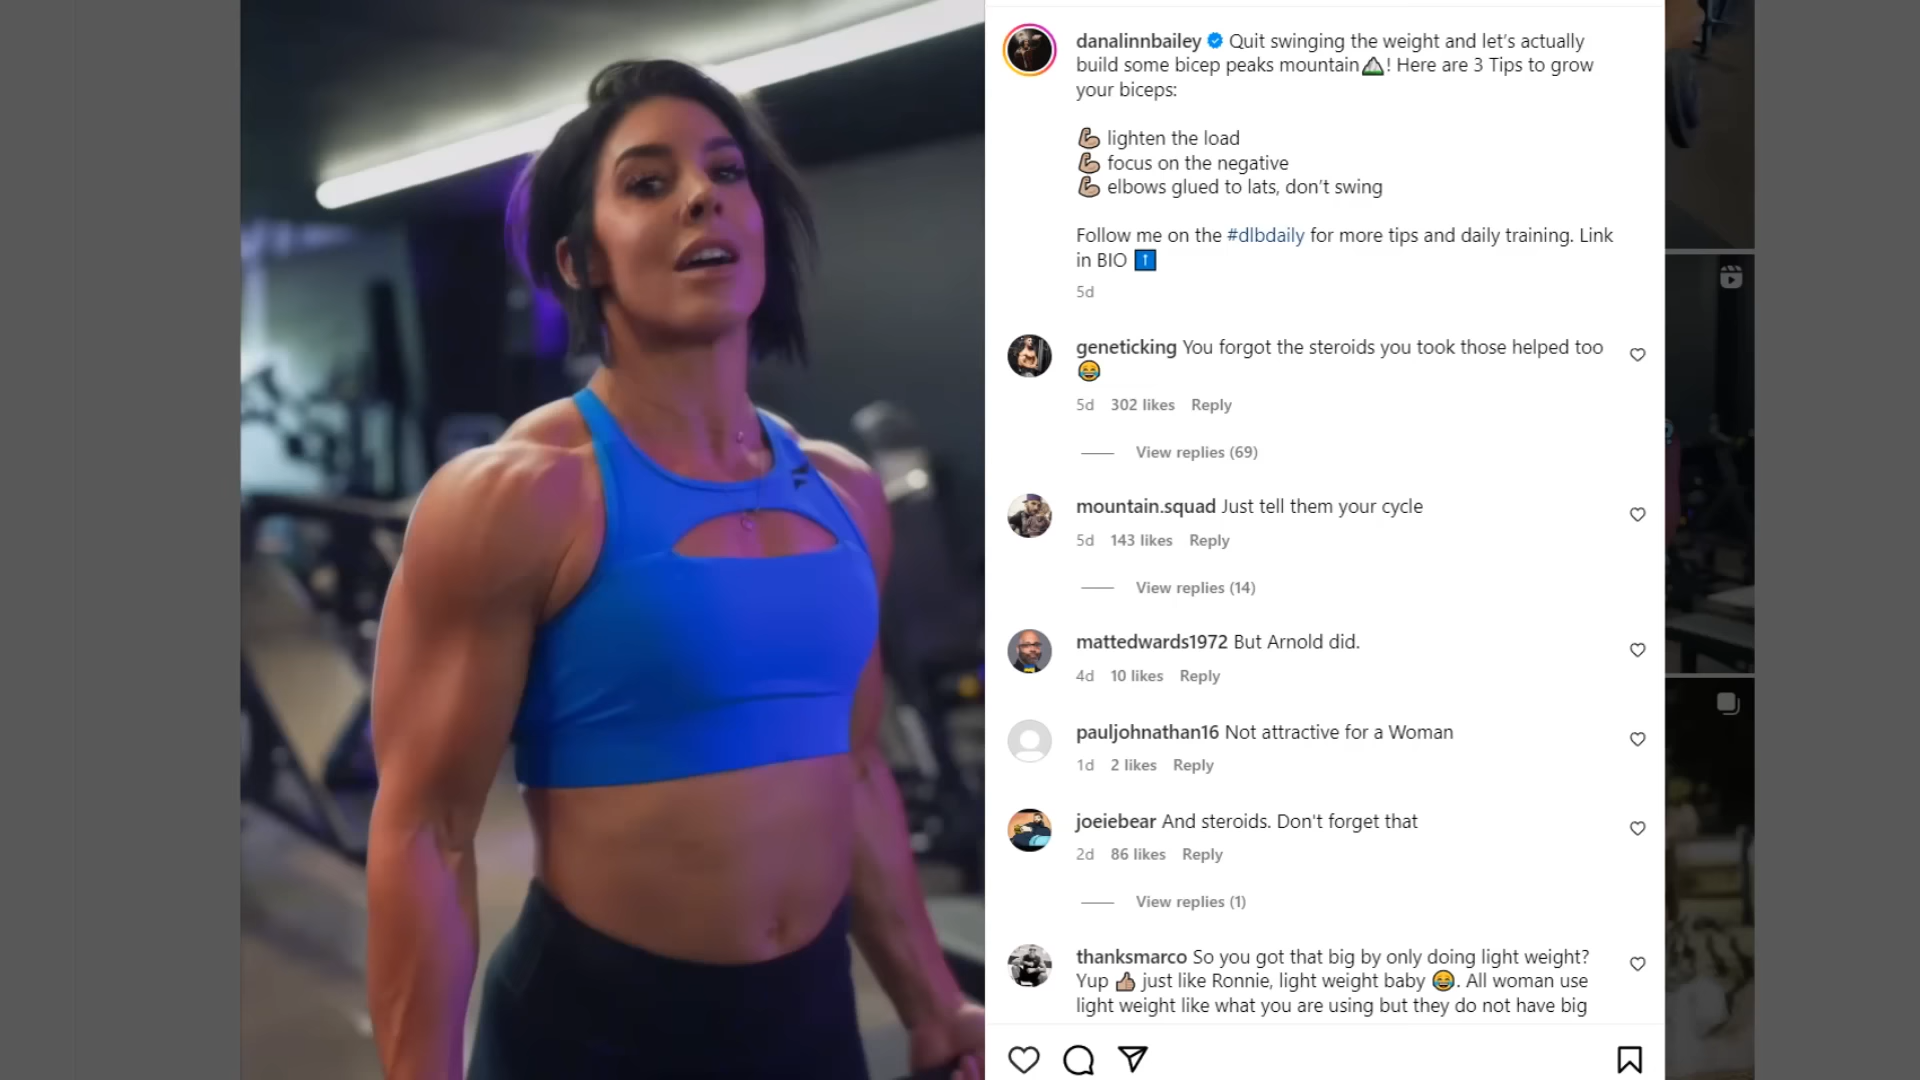 danalinnbailey Quit swinging the weight and let's actually
build some bicep peaks mountain⛰️! Here are 3 Tips to grow
your biceps:
💪🏼 lighten the load
💪🏼 focus on the negative
💪🏼 elbows glued to lats, don't swing
Follow me on the #dlbdaily for more tips and daily training. Link
in BIO ⬆️
5d
geneticking You forgot the steroids you took those helped too
😂
5d 302 likes Reply
View replies (69)
mountain.squad Just tell them your cycle
5d 143 likes Reply
View replies (14)
mattedwards1972 But Arnold did.
4d 10 likes Reply
pauljohnathan16 Not attractive for a Woman
1d 2 likes Reply
joeiebear And steroids. Don't forget that
2d 86 likes Reply
View replies (1)
thanksmarco So you got that big by only doing light weight?
Yup 👍🏼 just like Ronnie, light weight baby 😂. All woman use
light weight like what you are using but they do not have big